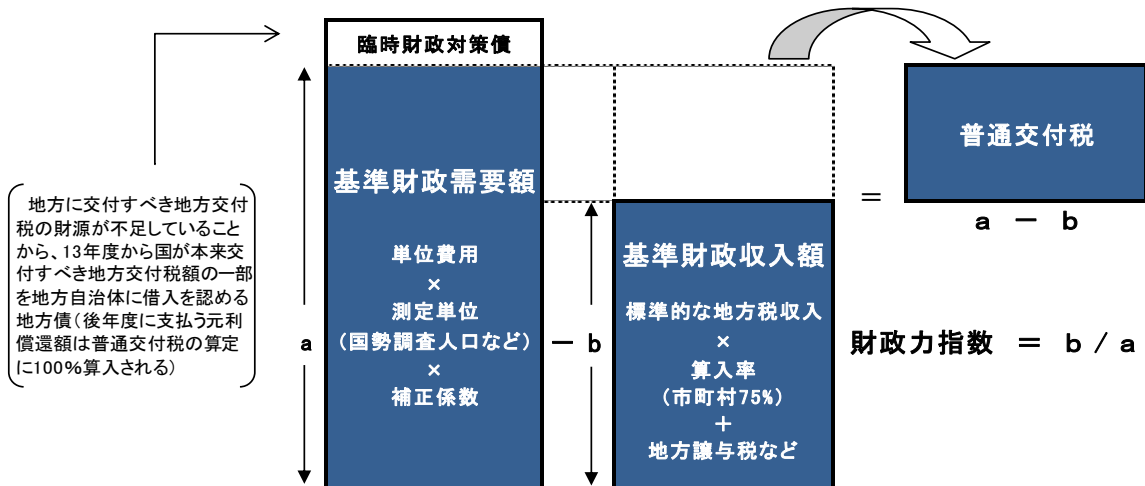 臨時財政対策債
地方に交付すべき地方交付
税の財源が不足していること
から、13年度から国が本来交
付すべき地方交付税額の一部
を地方自治体に借入を認める
地方債(後年度に支払う元利
償還額は普通交付税の算定
に100%算入される)
a
基準財政需要額
単位費用
×
測定単位
(国勢調査人口など)
×
補正係数
－
b
基準財政収入額
標準的な地方税収入
×
算入率
(市町村75%)
+
地方譲与税など
＝
普通交付税
a － b
財政力指数 ＝ b / a